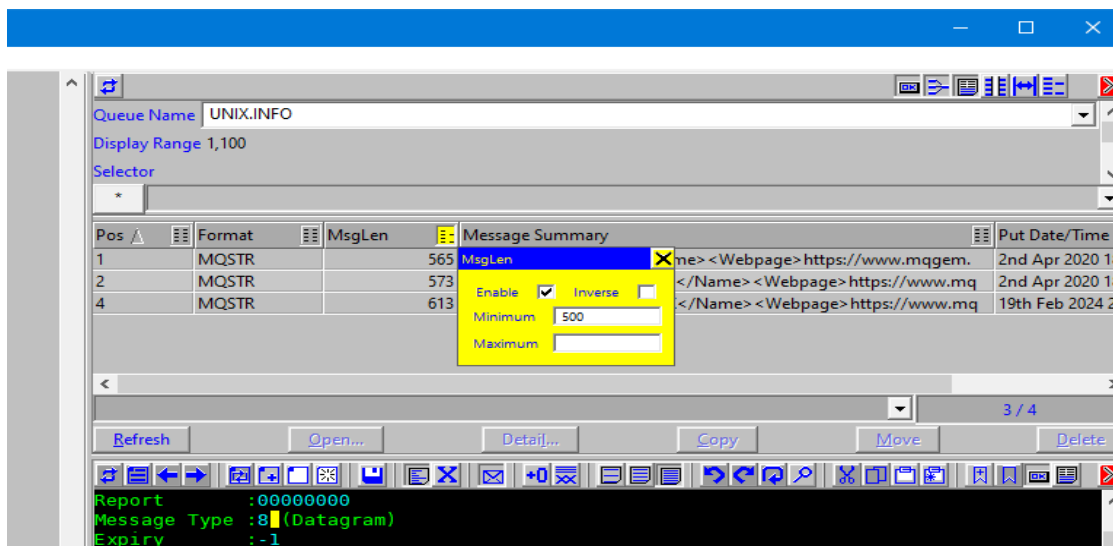 Queue Name UNIX.INFO
Display Range 1,100
Selector
*
Pos Format MsgLen Message Summary Put Date/Time
1 MQSTR 565 me><Webpage>https://www.mqgem. 2nd Apr 2020 1
2 MQSTR 573 </Name><Webpage>https://www.mq 2nd Apr 2020 1
4 MQSTR 613 </Name><Webpage>https://www.mq 19th Feb 2024 2
MsgLen
Enable Inverse
Minimum 500
Maximum
3 / 4
Refresh Open... Detail... Copy Move Delete
Report :00000000
Message Type :8 (Datagram)
Expiry :-1